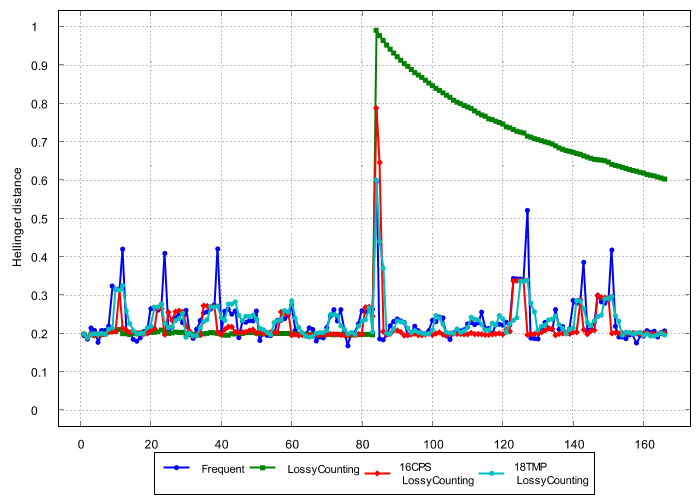 1
0.9
0.8
0.7
0.6
0.5
0.4
0.3
0.2
0.1
0
Hellinger distance
0 20 40 60 80 100 120 140 160
Frequent LossyCounting 16CPS 18TMP
LossyCounting LossyCounting